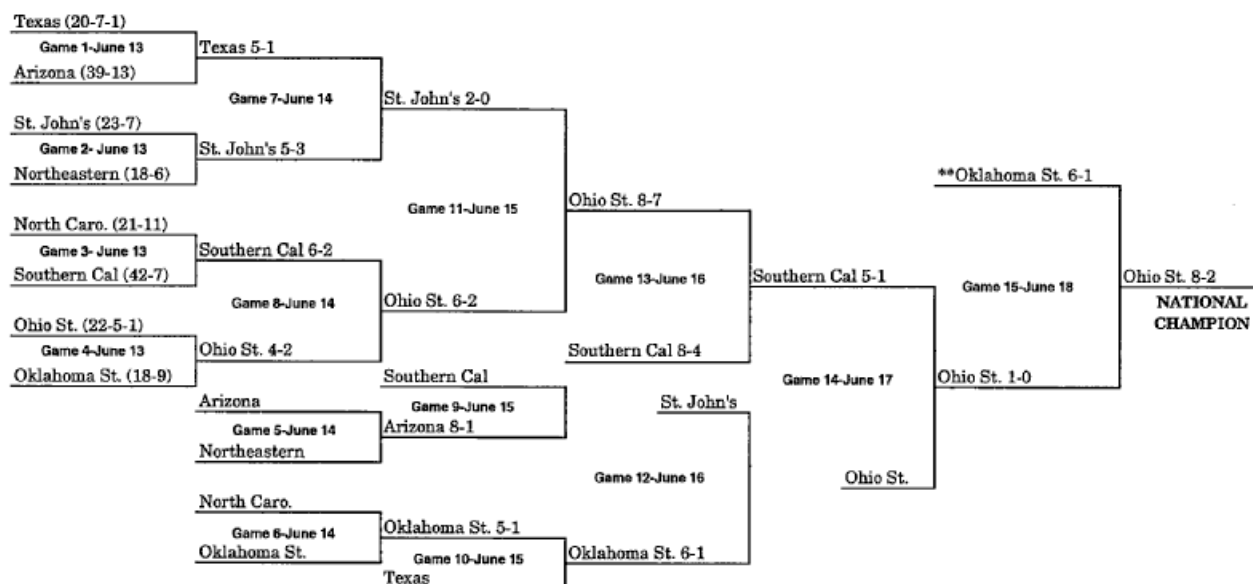 Texas (20-7-1)
Game 1-June 13
Arizona (39-13)
Texas 5-1
Game 7-June 14
St. John's (23-7)
Game 2- June 13
Northeastern (18-6)
St. John's 5-3
St. John's 2-0
Game 11-June 15
North Caro. (21-11)
Game 3- June 13
Southern Cal (42-7)
Southern Cal 6-2
Game 8-June 14
Ohio St. (22-5-1)
Game 4-June 13
Oklahoma St. (18-9)
Ohio St. 4-2
Ohio St. 6-2
Ohio St. 8-7
Game 13-June 16
Southern Cal 8-4
Southern Cal
Game 9-June 15
Arizona
Game 5-June 14
Northeastern
Arizona 8-1
North Caro.
Game 6-June 14
Oklahoma St.
Oklahoma St. 5-1
Game 10-June 15
Texas
St. John's
Game 12-June 16
Oklahoma St. 6-1
Southern Cal 5-1
Game 14-June 17
Ohio St.
**Oklahoma St. 6-1
Game 15-June 18
Ohio St. 1-0
Ohio St. 8-2
NATIONAL
CHAMPION